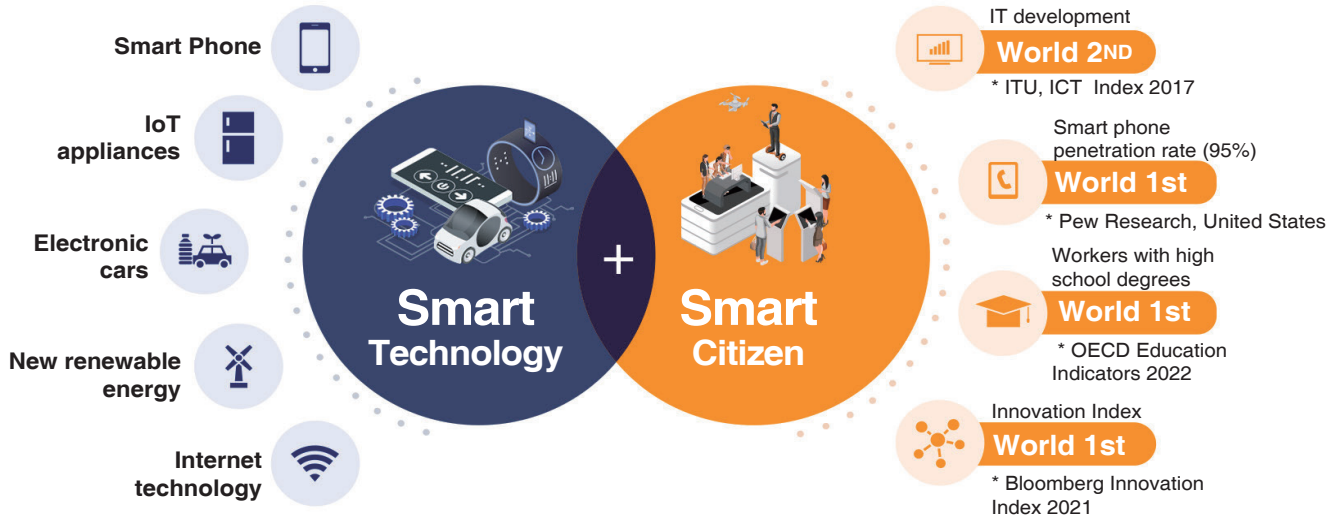 Smart Phone
IoT
appliances
Electronic
cars
New renewable
energy
Internet
technology
Smart
Technology
+
Smart
Citizen
IT development
World 2ND
* ITU, ICT Index 2017
Smart phone
penetration rate (95%)
World 1st
* Pew Research, United States
Workers with high
school degrees
World 1st
* OECD Education
Indicators 2022
Innovation Index
World 1st
* Bloomberg Innovation
Index 2021